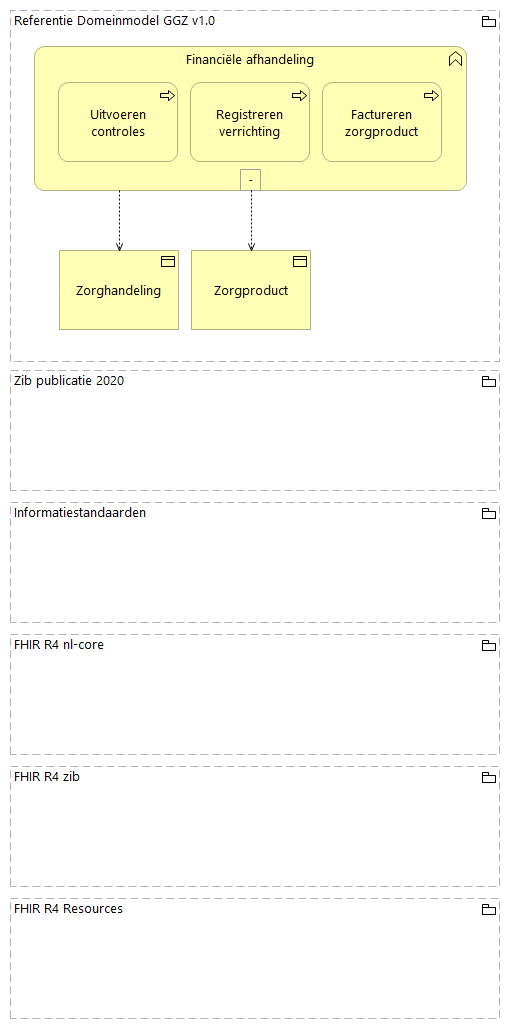 Referentie Domeinmodel GGZ v1.0
Financiële afhandeling
Uitvoeren
controles
Registreren
verrichting
Factureren
zorgproduct
-
Zorghandeling
Zorgproduct
Zib publicatie 2020
Informatiestandaarden
FHIR R4 nl-core
FHIR R4 zib
FHIR R4 Resources